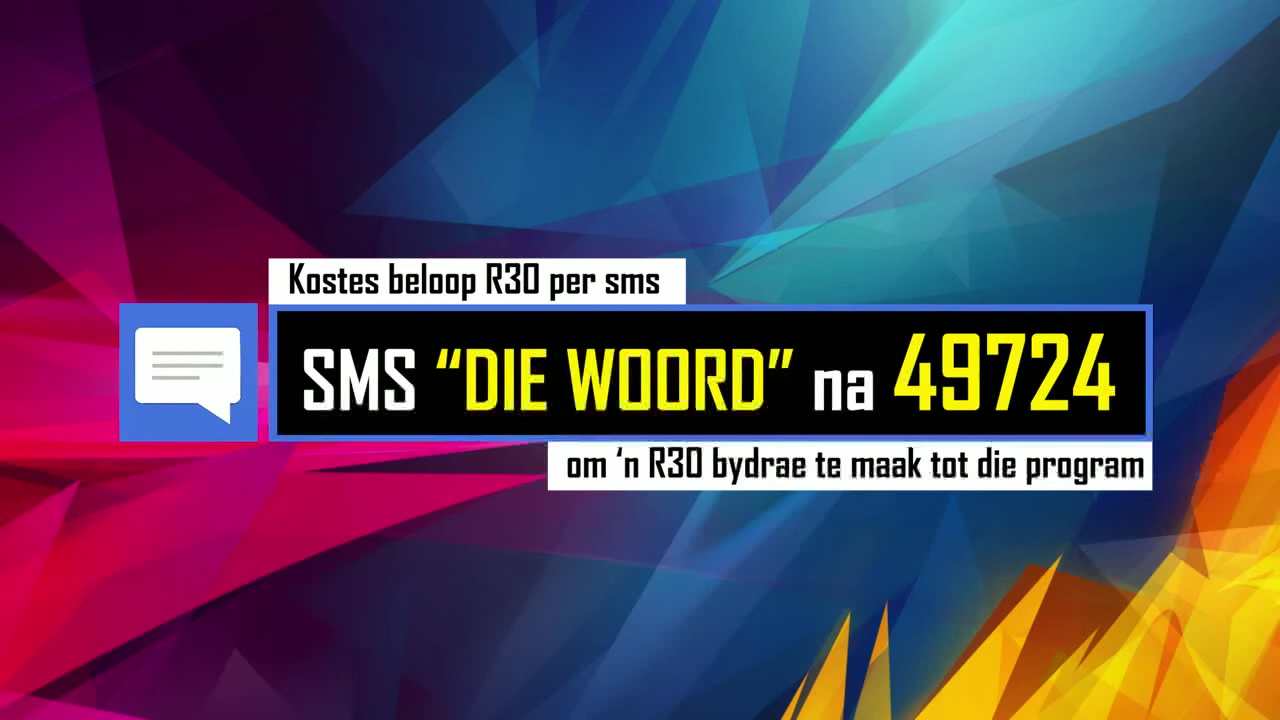 Kostes beloop R30 per sms
SMS “DIE WOORD” na 49724
om ‘n R30 bydrae te maak tot die program